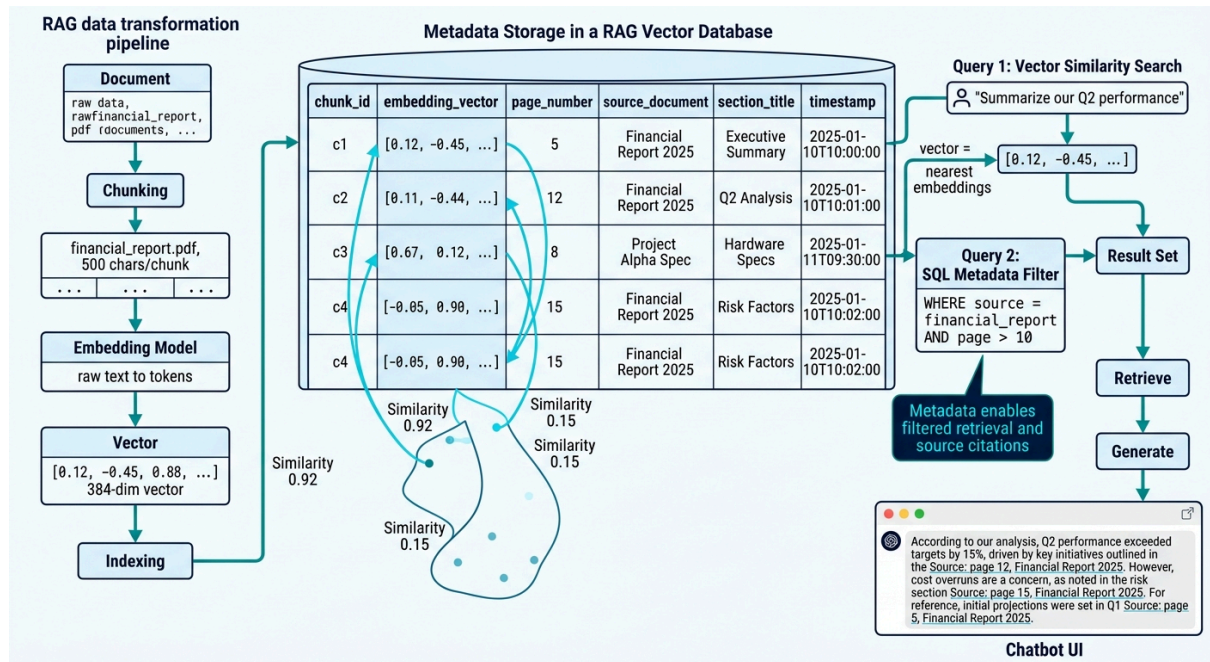 RAG data transformation
pipeline
Document
raw data,
rawfinancial_report,
pdf (documents, ...
Chunking
financial_report.pdf,
500 chars/chunk
... ... ...
Embedding Model
raw text to tokens
Vector
[0.12, -0.45, 0.88, ...]
384-dim vector
Indexing
Metadata Storage in a RAG Vector Database
chunk_id embedding_vector page_number source_document section_title timestamp
c1 [0.12, -0.45, ...] 5 Financial Report 2025 Executive Summary 2025-01-10T10:00:00
c2 [0.11, -0.44, ...] 12 Financial Report 2025 Q2 Analysis 2025-01-10T10:01:00
c3 [0.67, 0.12, ...] 8 Project Alpha Spec Hardware Specs 2025-01-11T09:30:00
c4 [-0.05, 0.90, ...] 15 Financial Report 2025 Risk Factors 2025-01-10T10:02:00
c4 [-0.05, 0.90, ...] 15 Financial Report 2025 Risk Factors 2025-01-10T10:02:00
Similarity
0.92
Similarity
0.92
Similarity
0.15
Similarity
0.15
Similarity
0.15
Query 1: Vector Similarity Search
"Summarize our Q2 performance"
vector =
nearest
embeddings
[0.12, -0.45, ...]
Query 2:
SQL Metadata Filter
WHERE source =
financial_report
AND page > 10
Metadata enables
filtered retrieval and
source citations
Result Set
Retrieve
Generate
According to our analysis, Q2 performance exceeded
targets by 15%, driven by key initiatives outlined in
the Source: page 12, Financial Report 2025. However,
cost overruns are a concern, as noted in the risk
section Source: page 15, Financial Report 2025. For
reference, initial projections were set in Q1 Source: page
5, Financial Report 2025.
Chatbot UI